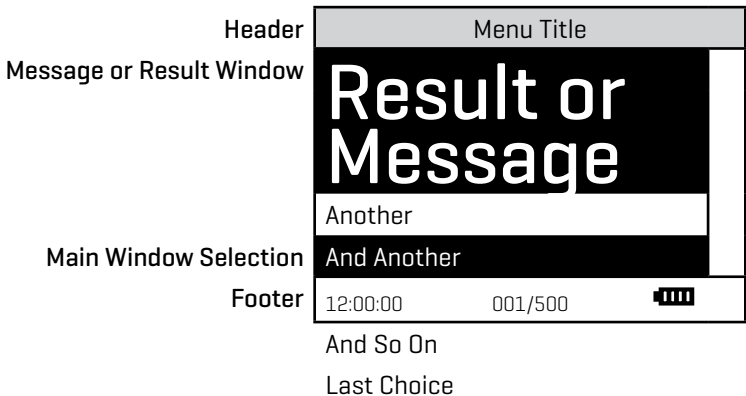 Header
Menu Title
Message or Result Window
Result or
Message
Another
Main Window Selection
And Another
Footer
12:00:00 001/500
And So On
Last Choice